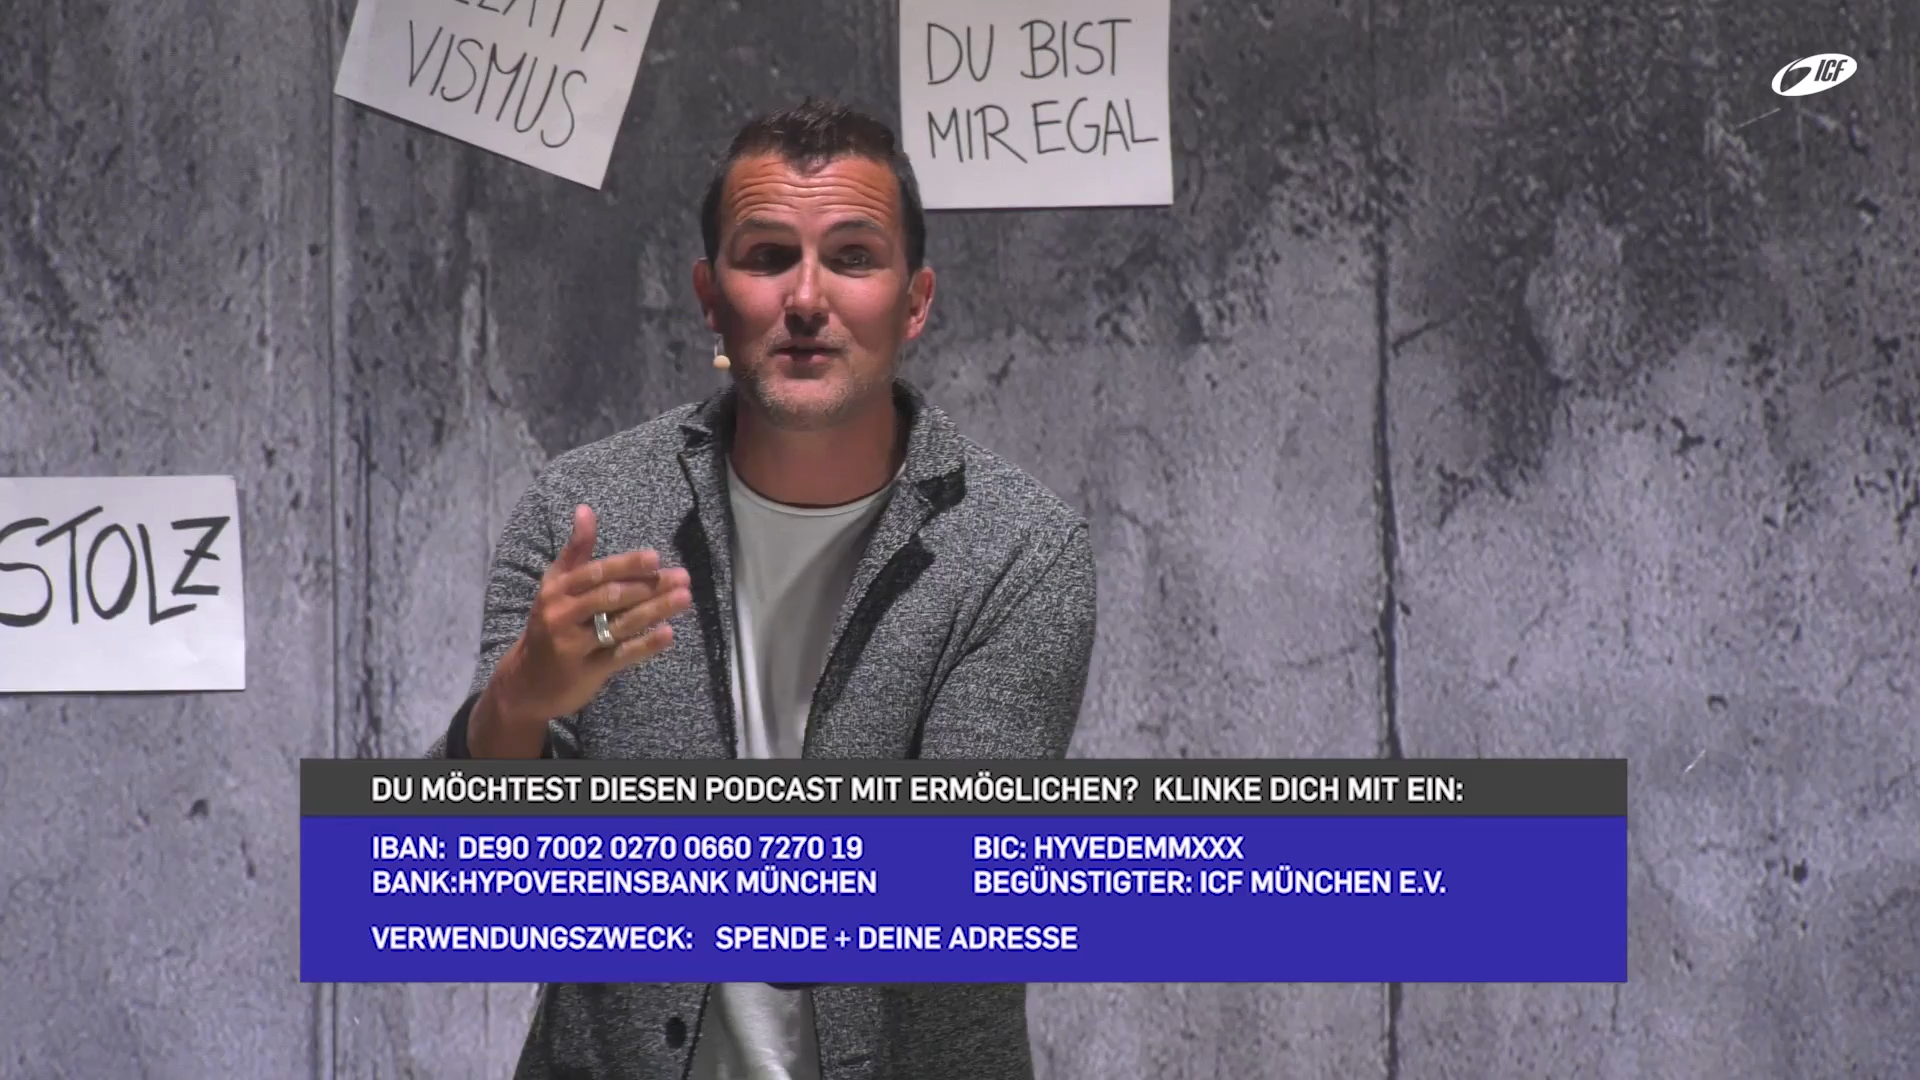 VISMUS
DU BIST
MIR EGAL
ICF
STOLZ
DU MÖCHTEST DIESEN PODCAST MIT ERMÖGLICHEN? KLINKE DICH MIT EIN:
IBAN: DE90 7002 0270 0660 7270 19
BIC: HYVEDEMMXXX
BANK:HYPOVEREINSBANK MÜNCHEN
BEGÜNSTIGTER: ICF MÜNCHEN E.V.
VERWENDUNGSZWECK: SPENDE + DEINE ADRESSE